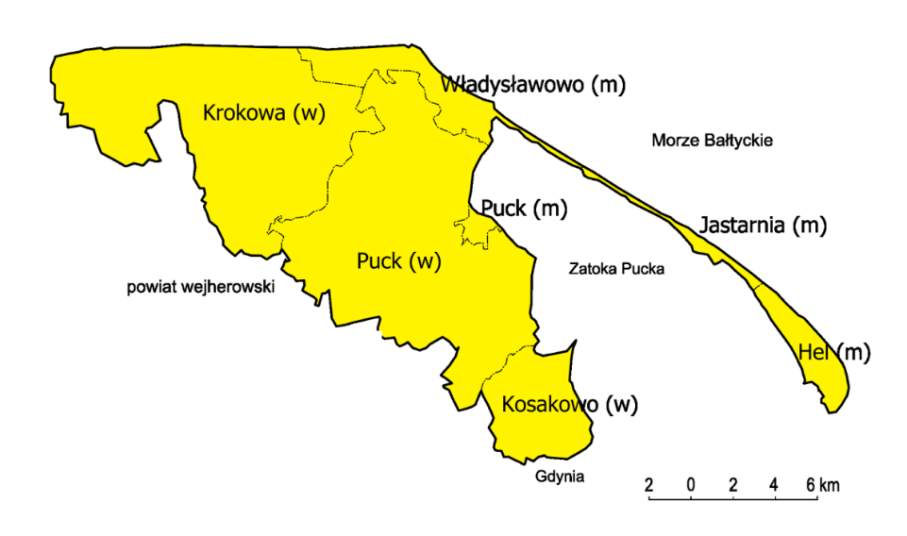 Władysławowo (m)
Krokowa (w)
Morze Bałtyckie
Puck (m)
Jastarnia (m)
Puck (w)
Zatoka Pucka
powiat wejherowski
Hel (m)
Kosakowo (w)
Gdynia
2 0 2 4 6 km